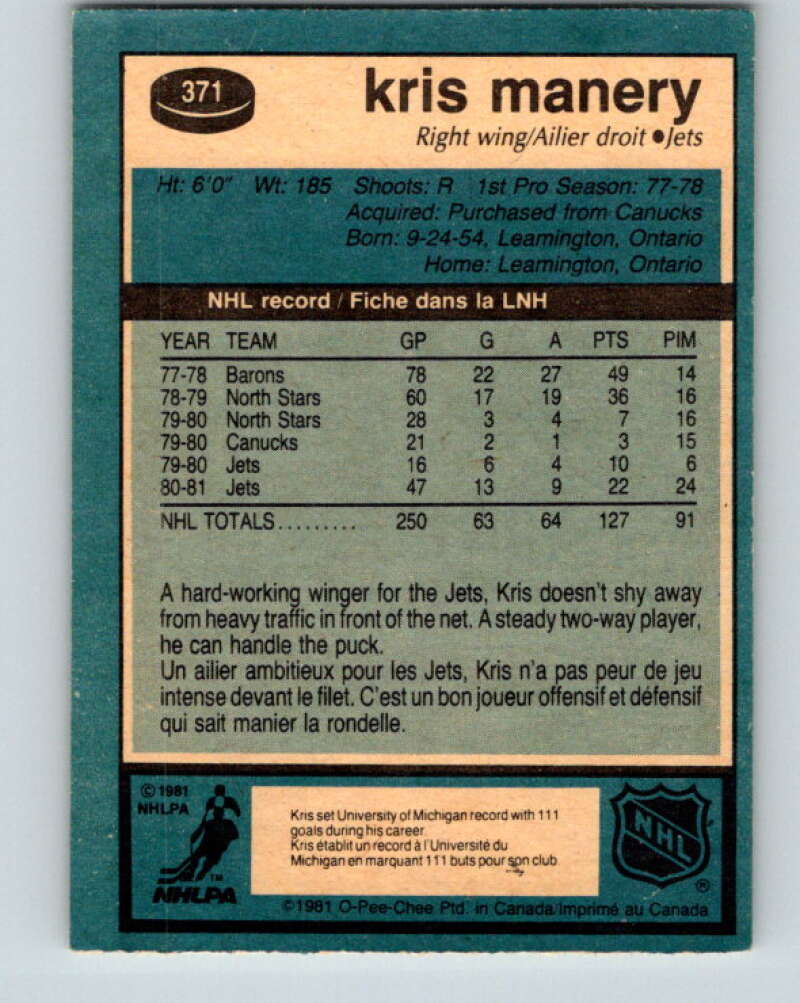 371
kris manery
Right wing/Ailier droit ●Jets
Ht: 6'0" Wt: 185 Shoots: R 1st Pro Season: 77-78
Acquired: Purchased from Canucks
Born: 9-24-54, Leamington, Ontario
Home: Leamington, Ontario
NHL record / Fiche dans la LNH
YEAR TEAM GP G A PTS PIM
77-78 Barons 78 22 27 49 14
78-79 North Stars 60 17 19 36 16
79-80 North Stars 28 3 4 7 16
79-80 Canucks 21 2 1 3 15
79-80 Jets 16 6 4 10 6
80-81 Jets 47 13 9 22 24
NHL TOTALS......... 250 63 64 127 91
A hard-working winger for the Jets, Kris doesn't shy away
from heavy traffic in front of the net. A steady two-way player,
he can handle the puck.
Un ailier ambitieux pour les Jets, Kris n'a pas peur de jeu
intense devant le filet. C'est un bon joueur offensif et défensif
qui sait manier la rondelle.
© 1981
NHLPA
™
NHLPA
Kris set University of Michigan record with 111
goals during his career.
Kris établit un record à l'Université du
Michigan en marquant 111 buts pour son club
NHL
®
©1981 O-Pee-Chee Ptd. in Canada/Imprimé au Canada